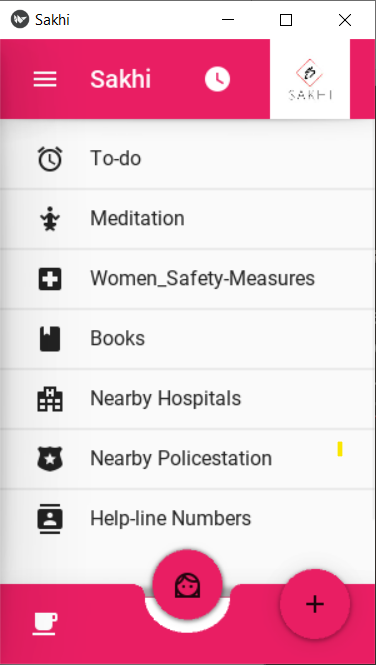 Sakhi
Sakhi
SAKHI
To-do
Meditation
Women_Safety-Measures
Books
Nearby Hospitals
Nearby Policestation
Help-line Numbers